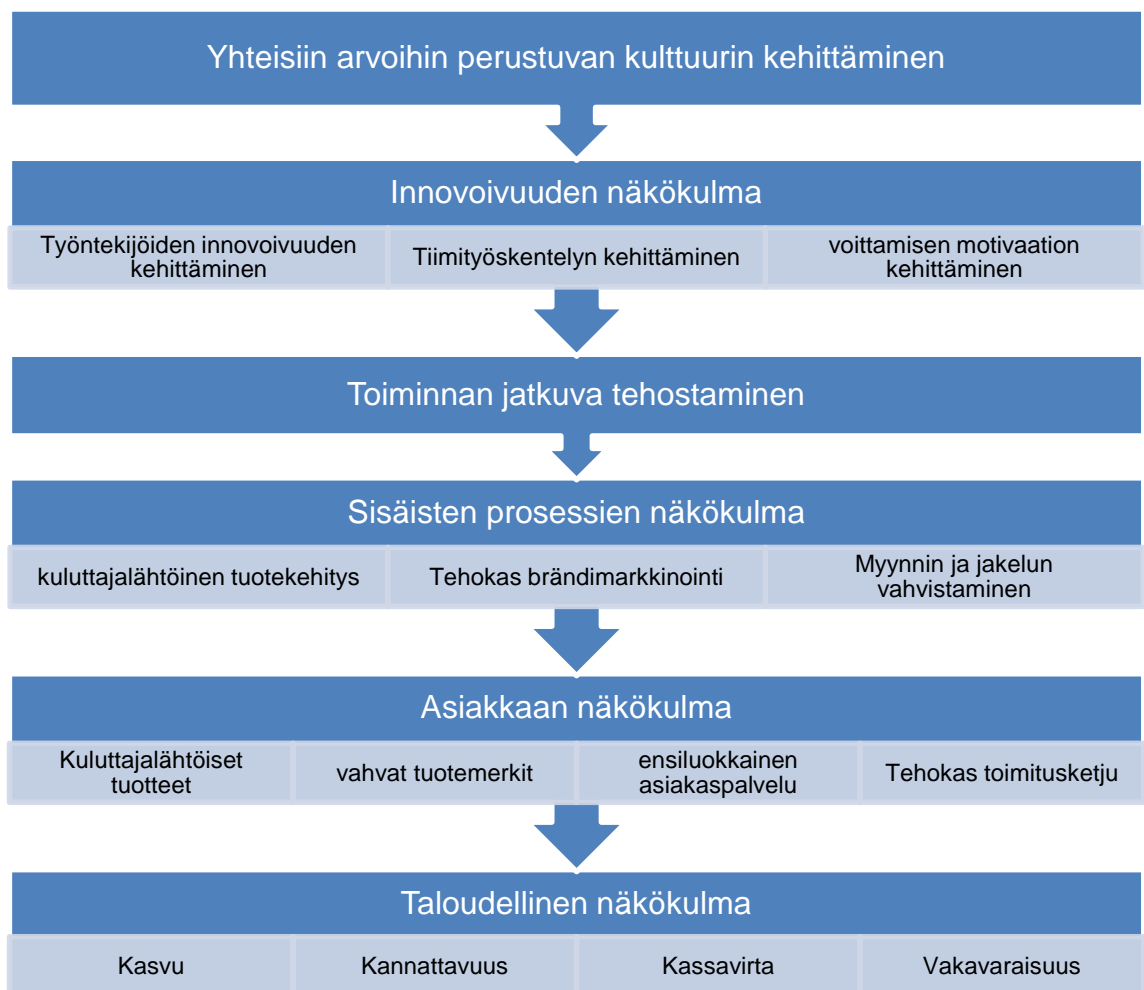 Yhteisiin arvoihin perustuvan kulttuurin kehittäminen
Innovoivuuden näkökulma
Työntekijöiden innovoivuuden
kehittäminen
Tiimityöskentelyn kehittäminen
voittamisen motivaation
kehittäminen
Toiminnan jatkuva tehostaminen
Sisäisten prosessien näkökulma
kuluttajalähtöinen tuotekehitys
Tehokas brändimarkkinointi
Myynnin ja jakelun
vahvistaminen
Asiakkaan näkökulma
Kuluttajalähtöiset
tuotteet
vahvat tuotemerkit
ensiluokkainen
asiakaspalvelu
Tehokas toimitusketju
Taloudellinen näkökulma
Kasvu
Kannattavuus
Kassavirta
Vakavaraisuus